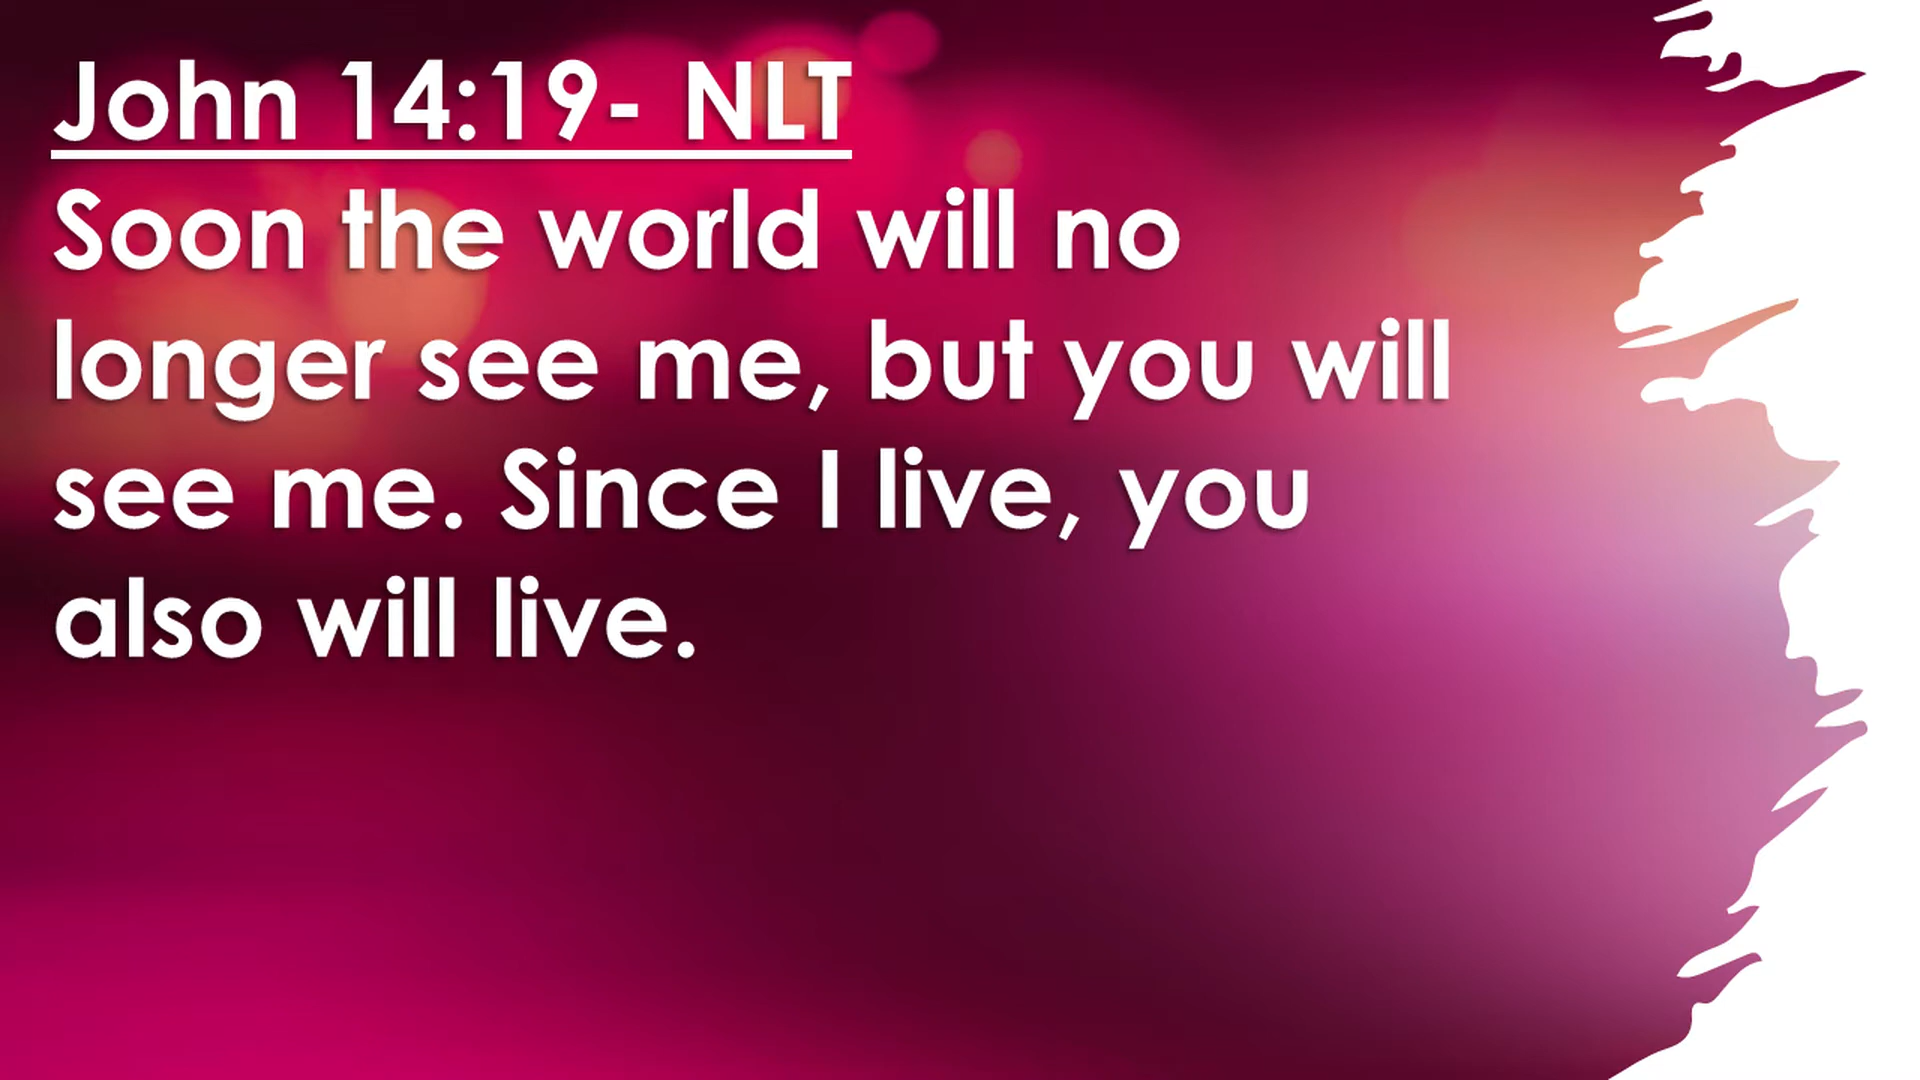 John 14:19- NLT
Soon the world will no
longer see me, but you will
see me. Since I live, you
also will live.